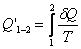 Q'₁₋₂ = ∫₁² δQ/T